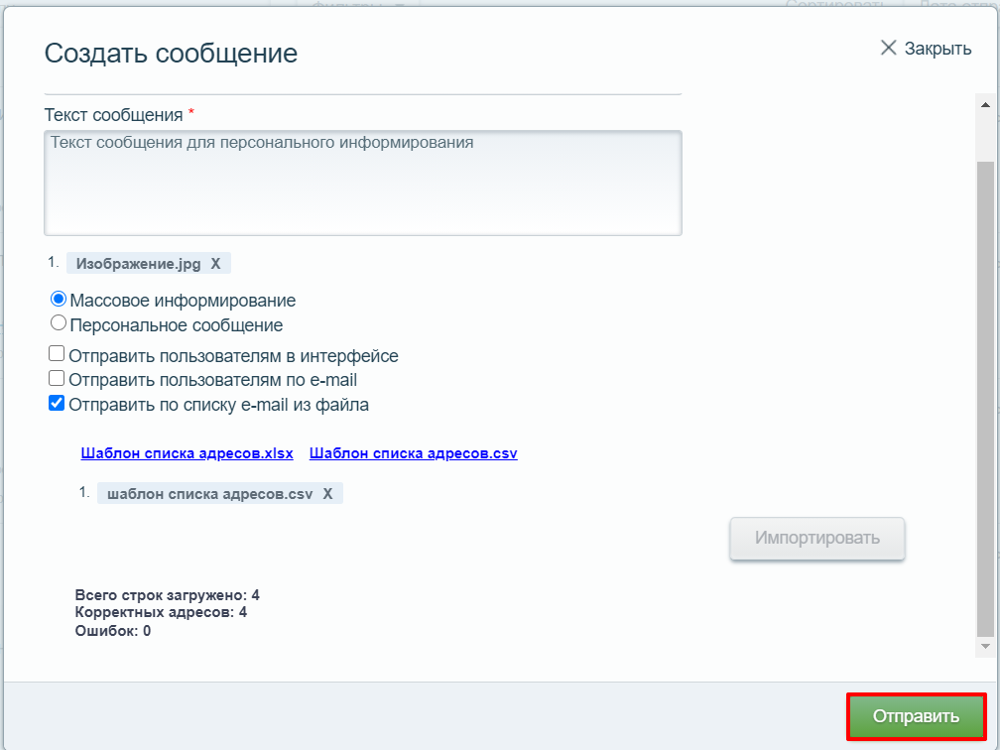 Создать сообщение
Закрыть
Текст сообщения *
Текст сообщения для персонального информирования
1. Изображение.jpg X
Массовое информирование
Персональное сообщение
Отправить пользователям в интерфейсе
Отправить пользователям по e-mail
Отправить по списку e-mail из файла
Шаблон списка адресов.xlsx Шаблон списка адресов.csv
1. шаблон списка адресов.csv X
Импортировать
Всего строк загружено: 4
Корректных адресов: 4
Ошибок: 0
Отправить